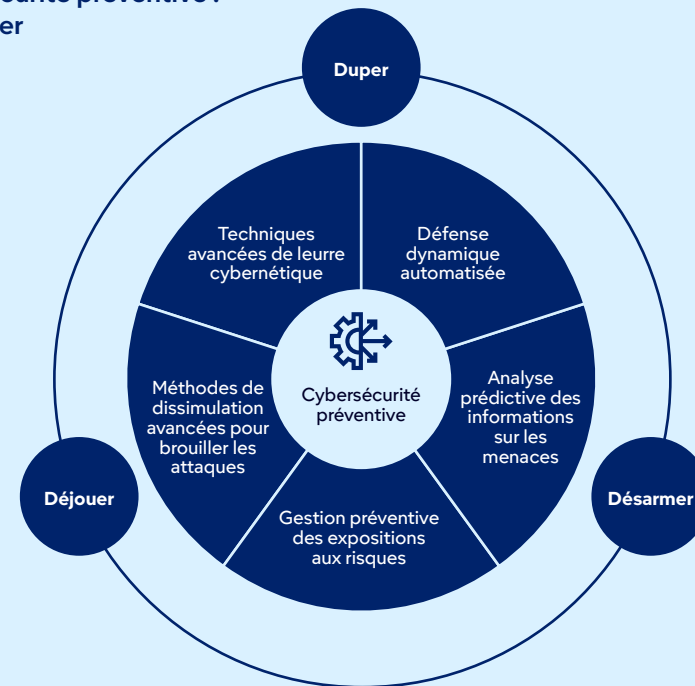 préventive :
Duper
Techniques
avancées de leurre
cybernétique
Défense
dynamique
automatisée
Cybersécurité
préventive
Méthodes de
dissimulation
avancées pour
brouiller les
attaques
Analyse
prédictive des
informations
sur les
menaces
Déjouer
Désarmer
Gestion préventive
des expositions
aux risques